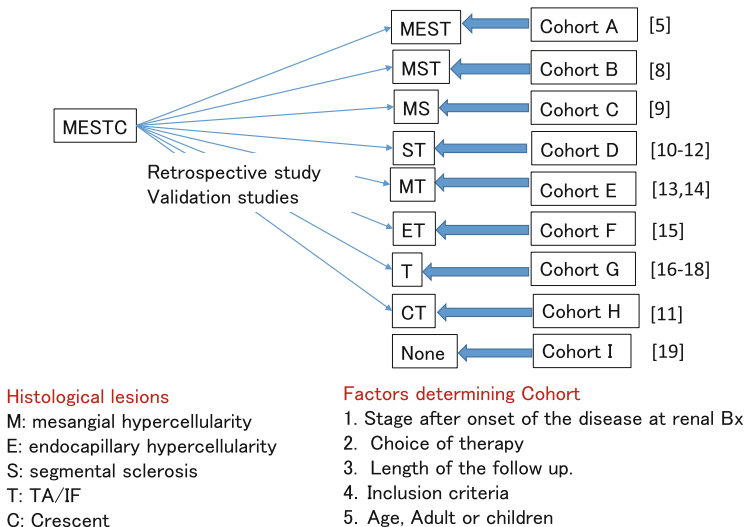 MEST Cohort A [5]
MST Cohort B [8]
MS Cohort C [9]
MESTC
ST Cohort D [10-12]
Retrospective study
Validation studies
MT Cohort E [13,14]
ET Cohort F [15]
T Cohort G [16-18]
CT Cohort H [11]
None Cohort I [19]
Histological lesions
M: mesangial hypercellularity
E: endocapillary hypercellularity
S: segmental sclerosis
T: TA/IF
C: Crescent
Factors determining Cohort
1. Stage after onset of the disease at renal Bx
2. Choice of therapy
3. Length of the follow up.
4. Inclusion criteria
5. Age, Adult or children